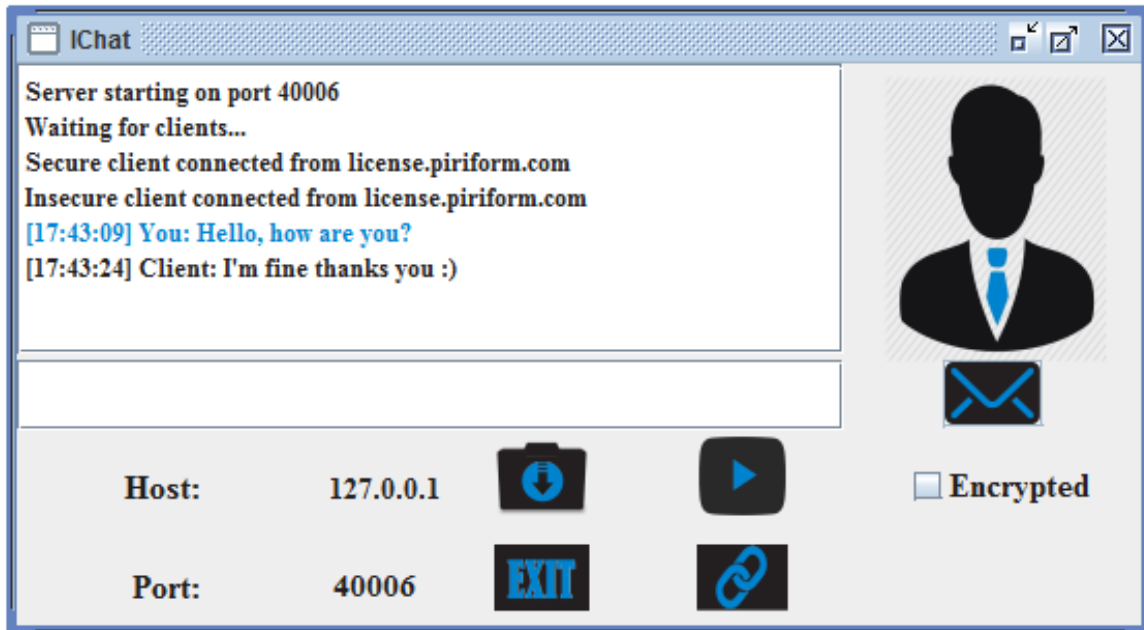 IChat
Server starting on port 40006
Waiting for clients...
Secure client connected from license.piriform.com
Insecure client connected from license.piriform.com
[17:43:09] You: Hello, how are you?
[17:43:24] Client: I'm fine thanks you :)
Host: 127.0.0.1
Encrypted
Port: 40006
EXIT